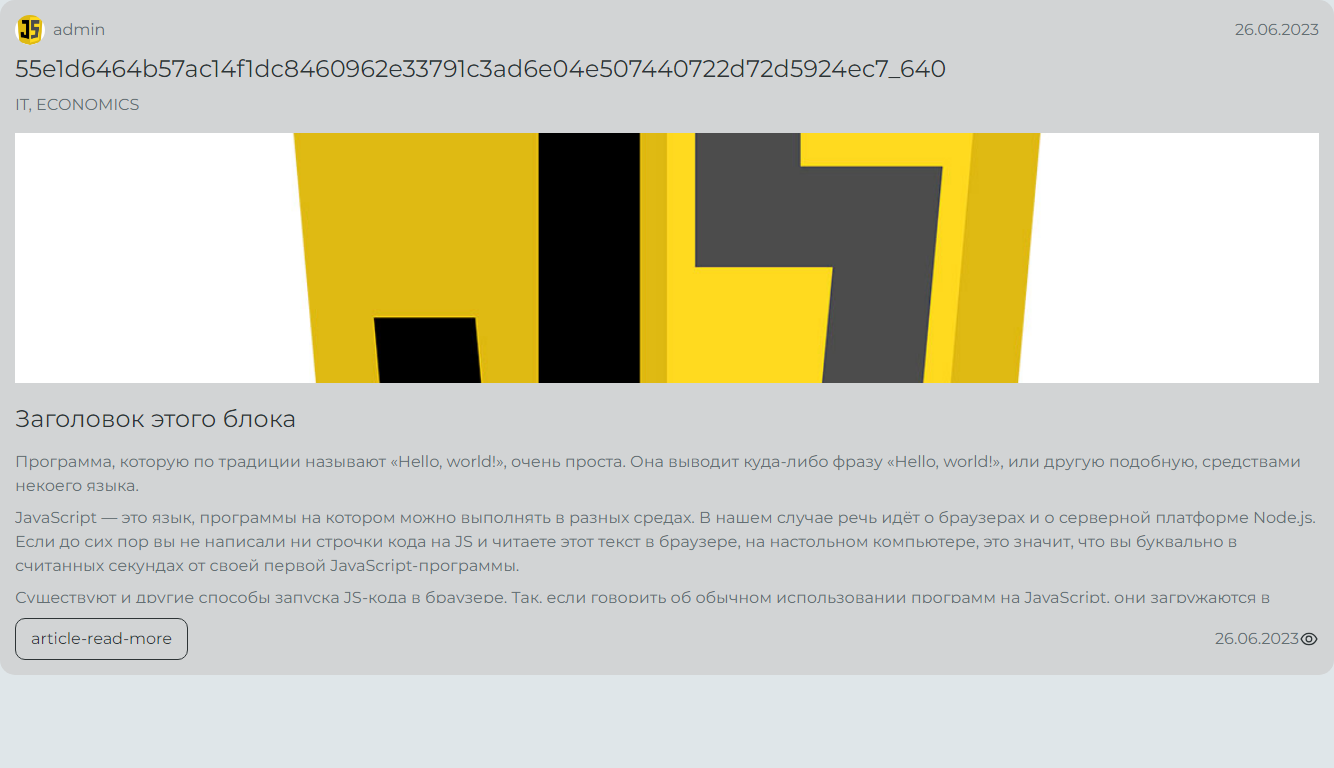 JS admin 26.06.2023
55e1d6464b57ac14f1dc8460962e33791c3ad6e04e507440722d72d5924ec7_640
IT, ECONOMICS
Заголовок этого блока
Программа, которую по традиции называют «Hello, world!», очень проста. Она выводит куда-либо фразу «Hello, world!», или другую подобную, средствами
некоего языка.
JavaScript — это язык, программы на котором можно выполнять в разных средах. В нашем случае речь идёт о браузерах и о серверной платформе Node.js.
Если до сих пор вы не написали ни строчки кода на JS и читаете этот текст в браузере, на настольном компьютере, это значит, что вы буквально в
считанных секундах от своей первой JavaScript-программы.
Существуют и другие способы запуска JS-кода в браузере. Так, если говорить об обычном использовании программ на JavaScript, они загружаются в
article-read-more 26.06.2023